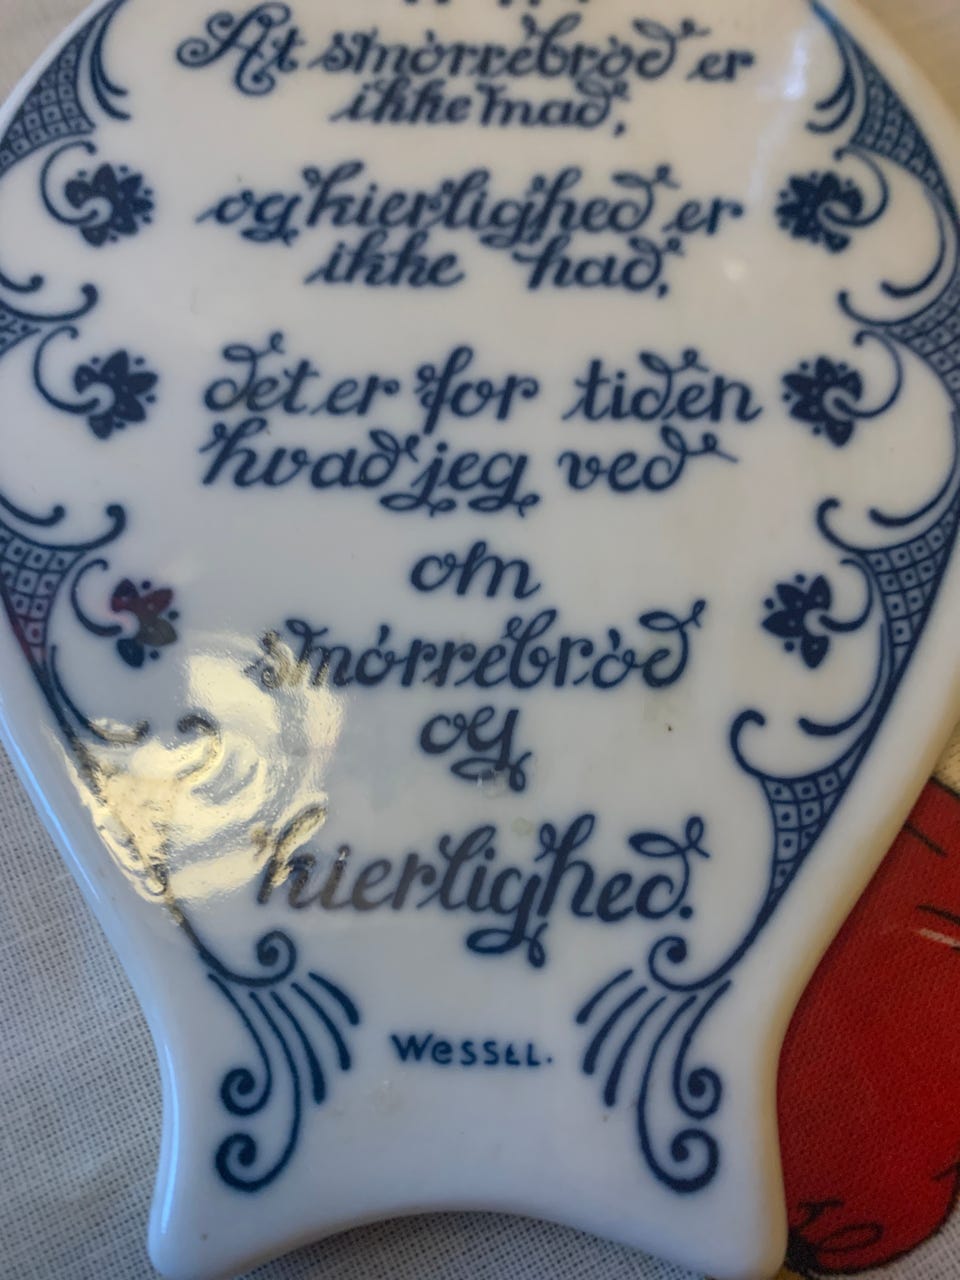 At smørrebrød er
ikke mad,
og kierlighed er
ikke had,
det er for tiden
hvad jeg ved
om
smørrebrød
og
kierlighed.
Wessel.